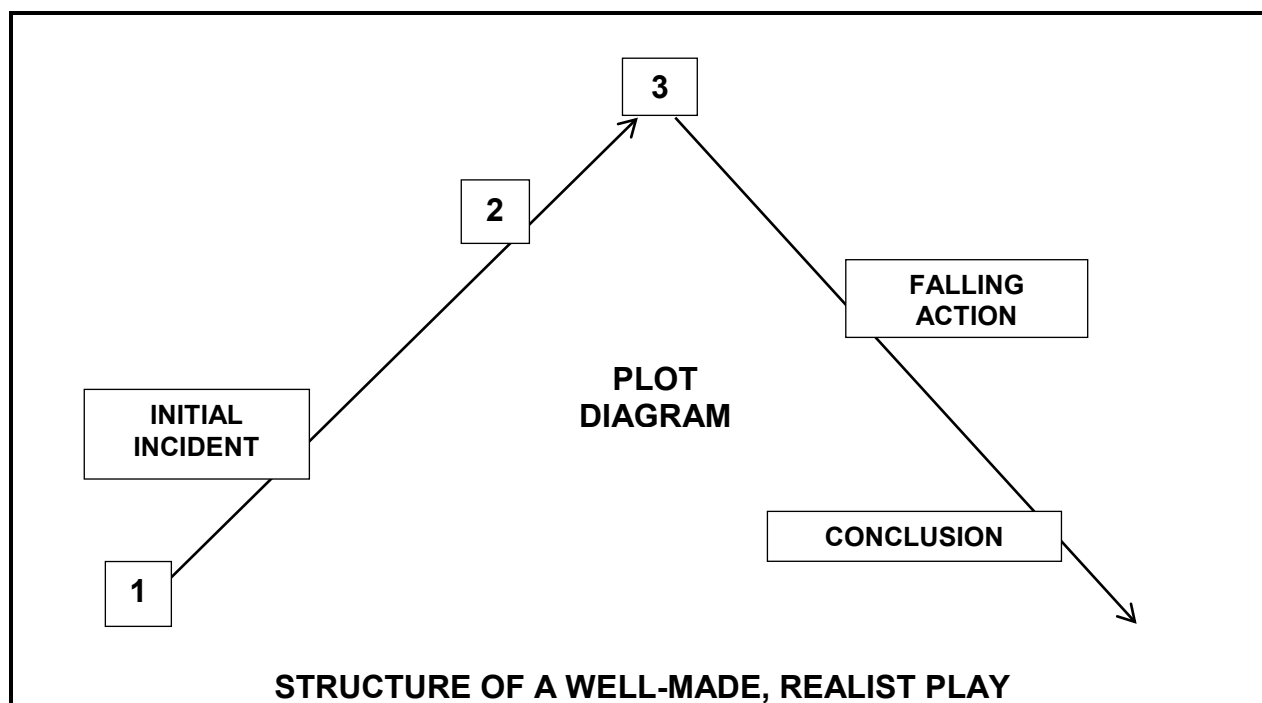 3
2
FALLING
ACTION
PLOT
DIAGRAM
INITIAL
INCIDENT
CONCLUSION
1
STRUCTURE OF A WELL-MADE, REALIST PLAY